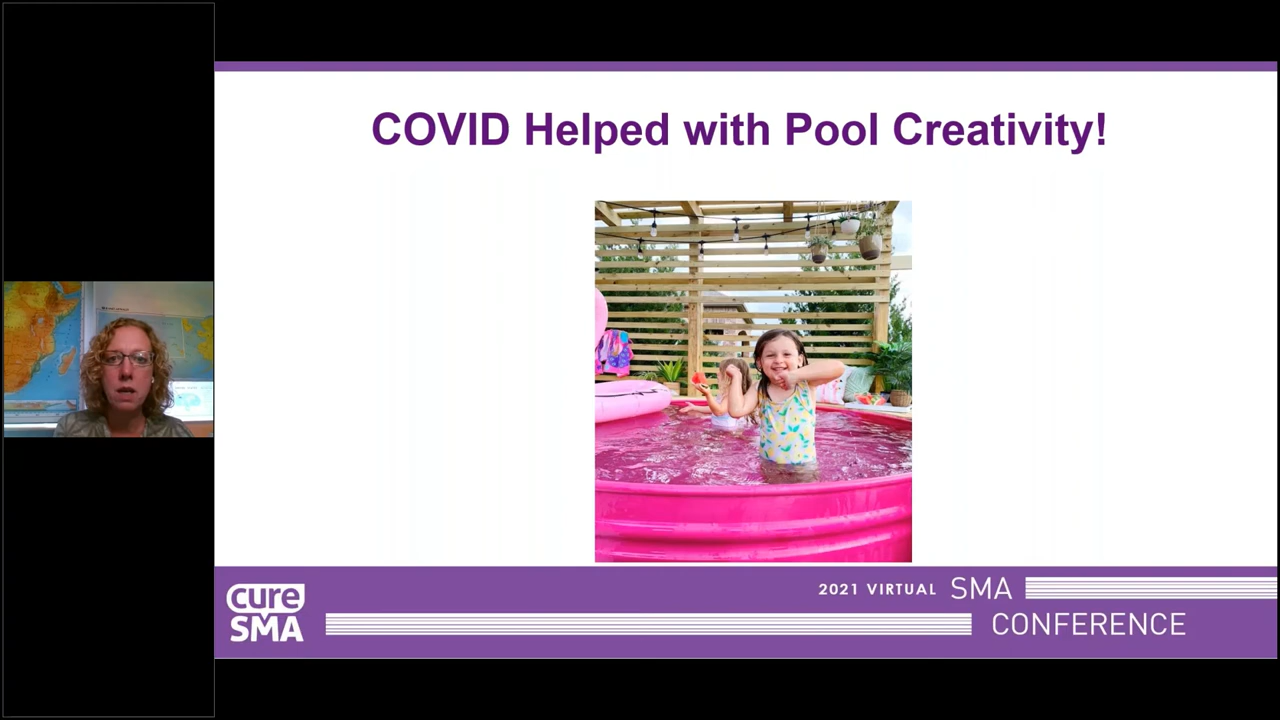 COVID Helped with Pool Creativity!
cure
SMA
2021 VIRTUAL SMA
CONFERENCE